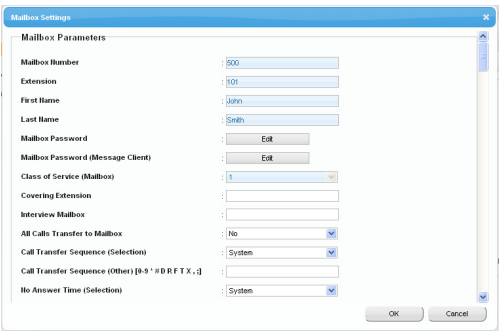 Mailbox Settings
Mailbox Parameters
Mailbox Number : 500
Extension : 101
First Name : John
Last Name : Smith
Mailbox Password : Edit
Mailbox Password (Message Client) : Edit
Class of Service (Mailbox) : 1
Covering Extension :
Interview Mailbox :
All Calls Transfer to Mailbox : No
Call Transfer Sequence (Selection) : System
Call Transfer Sequence (Other) [0-9 * # D R F T X , ;] :
No Answer Time (Selection) : System
OK Cancel